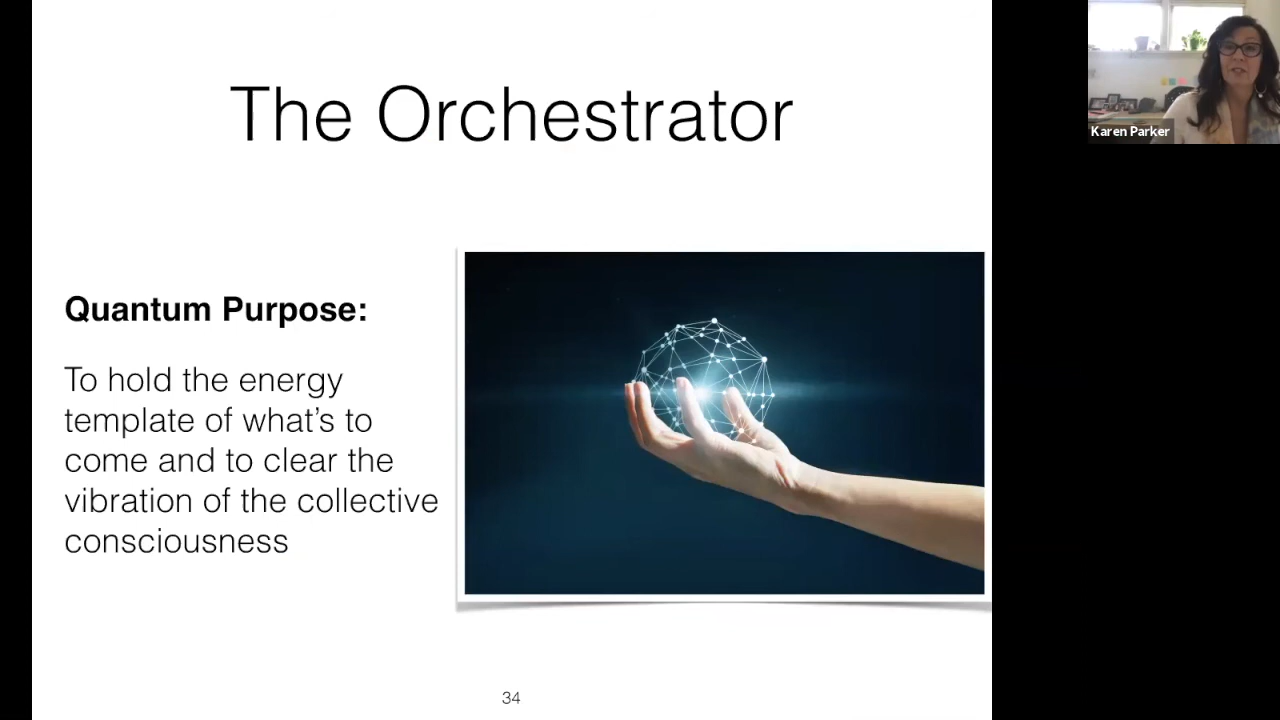 The Orchestrator
Karen Parker
Quantum Purpose:
To hold the energy
template of what's to
come and to clear the
vibration of the collective
consciousness
34